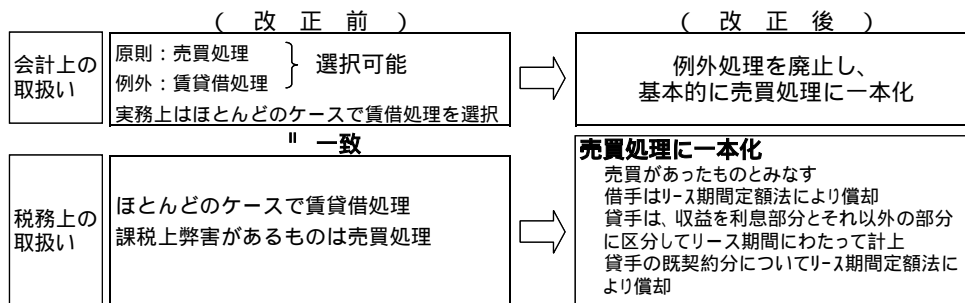 ( 改 正 前 )
( 改 正 後 )
会計上の
取扱い
原則：売買処理
例外：賃貸借処理
選択可能
実務上はほとんどのケースで賃借処理を選択
例外処理を廃止し、
基本的に売買処理に一本化
〃 一致
税務上の
取扱い
ほとんどのケースで賃貸借処理
課税上弊害があるものは売買処理
売買処理に一本化
売買があったものとみなす
借手はリース期間定額法により償却
貸手は、収益を利息部分とそれ以外の部分
に区分してリース期間にわたって計上
貸手の既契約分についてリース期間定額法に
より償却